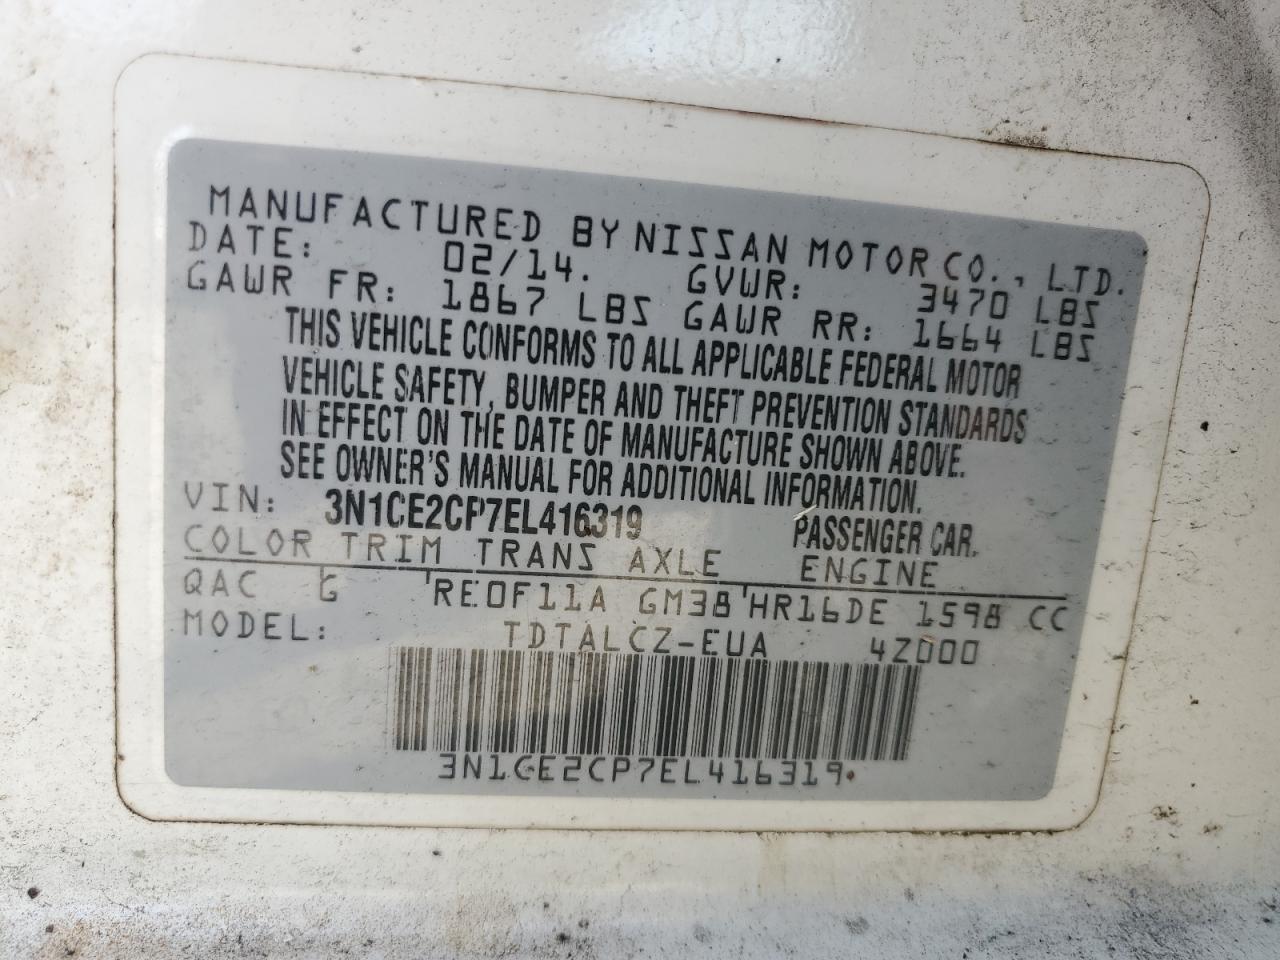 MANUFACTURED BY NISSAN MOTOR CO., LTD.
DATE: 02/14. GVWR: 3470 LBS
GAWR FR: 1867 LBS GAWR RR: 1664 LBS
THIS VEHICLE CONFORMS TO ALL APPLICABLE FEDERAL MOTOR
VEHICLE SAFETY, BUMPER AND THEFT PREVENTION STANDARDS
IN EFFECT ON THE DATE OF MANUFACTURE SHOWN ABOVE.
SEE OWNER'S MANUAL FOR ADDITIONAL INFORMATION.
VIN: 3N1CE2CP7EL416319 PASSENGER CAR.
COLOR TRIM TRANS AXLE ENGINE
QAC G RE0F11A GM38 HR16DE 1598 CC
MODEL: TDTALCZ-EUA 4Z000
3N1CE2CP7EL416319